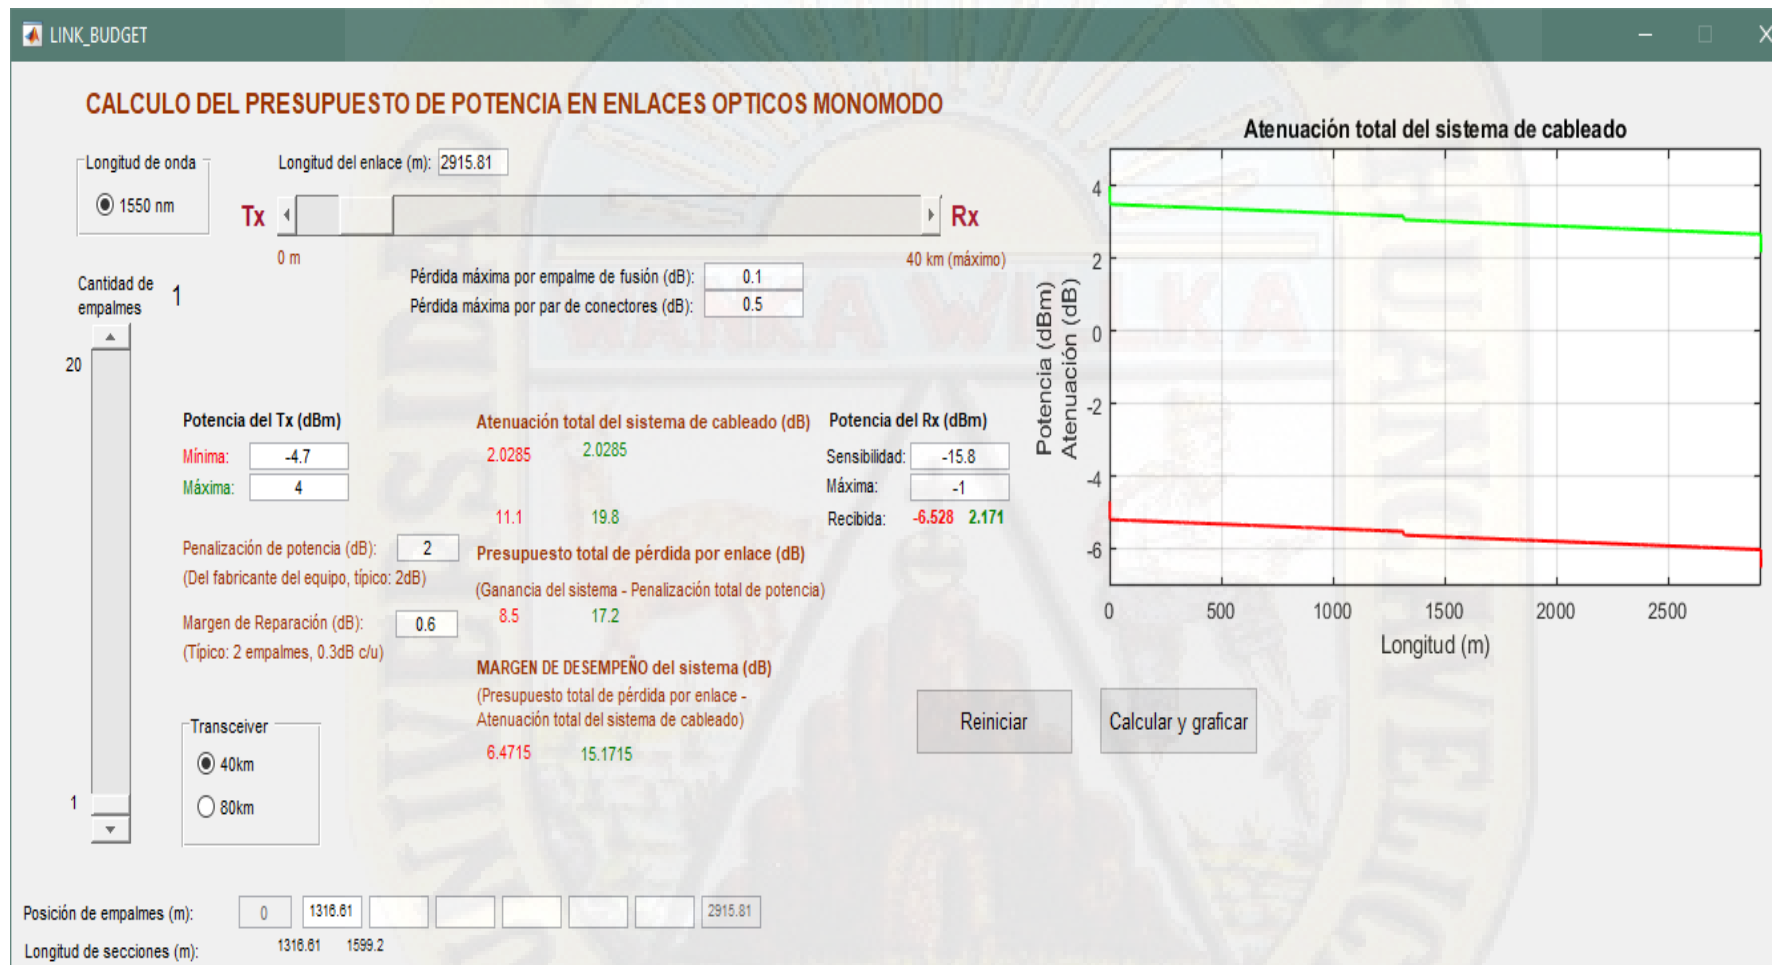 LINK_BUDGET
CALCULO DEL PRESUPUESTO DE POTENCIA EN ENLACES OPTICOS MONOMODO
Longitud de onda
1550 nm
Longitud del enlace (m): 2915.81
Tx
Rx
0 m
40 km (máximo)
Cantidad de empalmes
1
Pérdida máxima por empalme de fusión (dB): 0.1
Pérdida máxima por par de conectores (dB): 0.5
20
1
Potencia del Tx (dBm)
Mínima: -4.7
Máxima: 4
Atenuación total del sistema de cableado (dB)
2.0285 2.0285
Potencia del Rx (dBm)
Sensibilidad: -15.8
Máxima: -1
Recibida: -6.528 2.171
11.1 19.8
Penalización de potencia (dB): 2
(Del fabricante del equipo, típico: 2dB)
Presupuesto total de pérdida por enlace (dB)
(Ganancia del sistema - Penalización total de potencia)
8.5 17.2
Margen de Reparación (dB): 0.6
(Típico: 2 empalmes, 0.3dB c/u)
MARGEN DE DESEMPEÑO del sistema (dB)
(Presupuesto total de pérdida por enlace -
Atenuación total del sistema de cableado)
6.4715 15.1715
Transceiver
40km
80km
Reiniciar
Calcular y graficar
Posición de empalmes (m): 0 1316.61 2915.81
Longitud de secciones (m): 1316.61 1599.2
Atenuación total del sistema de cableado
Potencia (dBm)
Atenuación (dB)
4
2
0
-2
-4
-6
0 500 1000 1500 2000 2500
Longitud (m)
UNIVERSIDAD
WANKA WILLKA
HUANCAVELICA